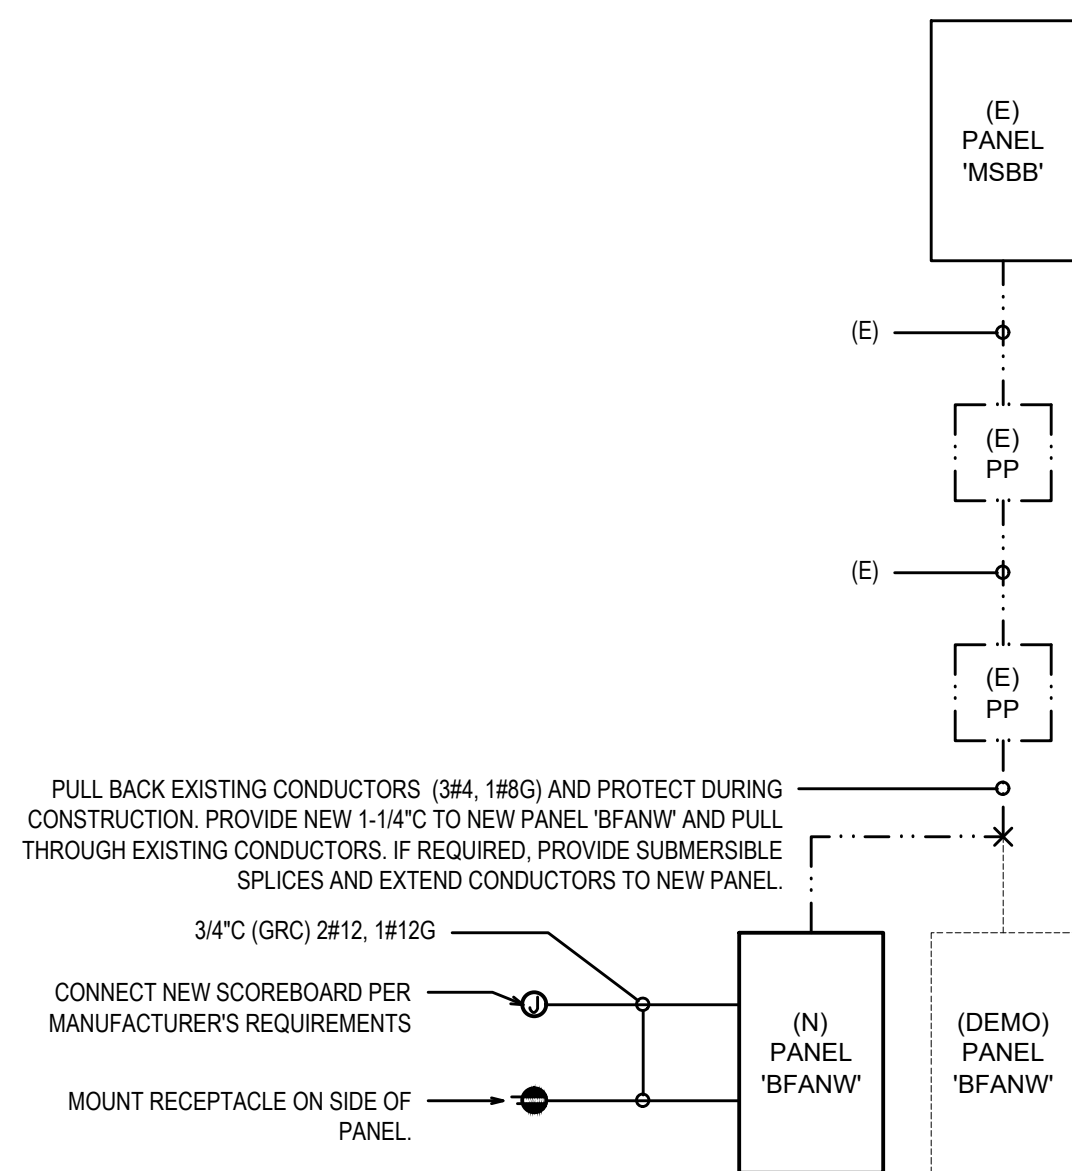 (E)
PANEL
'MSBB'
(E)
(E)
PP
(E)
(E)
PP
PULL BACK EXISTING CONDUCTORS (3#4, 1#8G) AND PROTECT DURING
CONSTRUCTION. PROVIDE NEW 1-1/4"C TO NEW PANEL 'BFANW' AND PULL
THROUGH EXISTING CONDUCTORS. IF REQUIRED, PROVIDE SUBMERSIBLE
SPLICES AND EXTEND CONDUCTORS TO NEW PANEL.
3/4"C (GRC) 2#12, 1#12G
CONNECT NEW SCOREBOARD PER
MANUFACTURER'S REQUIREMENTS
J
MOUNT RECEPTACLE ON SIDE OF
PANEL.
(N)
PANEL
'BFANW'
(DEMO)
PANEL
'BFANW'